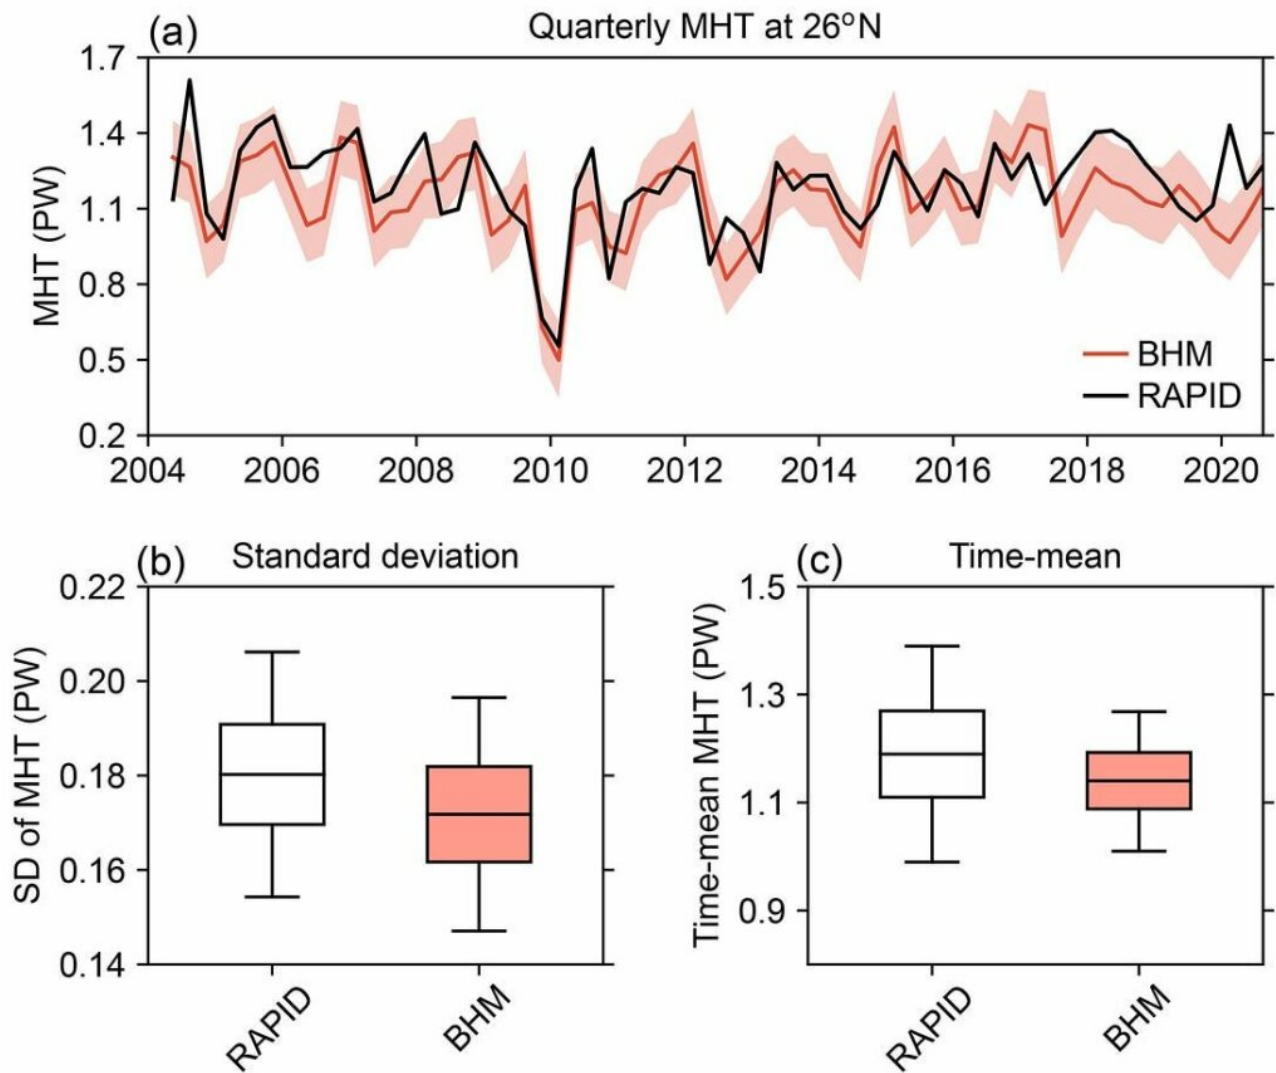 (a)
Quarterly MHT at 26°N
MHT (PW)
1.7
1.4
1.1
0.8
0.5
0.2
BHM
RAPID
2004 2006 2008 2010 2012 2014 2016 2018 2020
(b) Standard deviation
SD of MHT (PW)
0.22
0.20
0.18
0.16
0.14
RAPID BHM
(c) Time-mean
Time-mean MHT (PW)
1.5
1.3
1.1
0.9
RAPID BHM